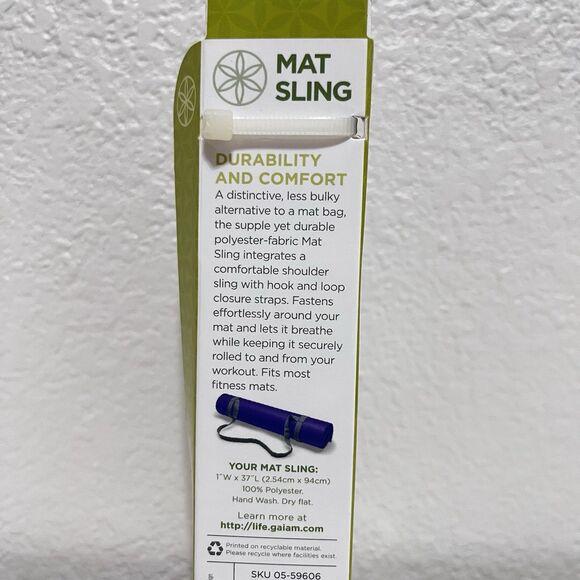 MAT
SLING
DURABILITY
AND COMFORT
A distinctive, less bulky
alternative to a mat bag,
the supple yet durable
polyester-fabric Mat
Sling integrates a
comfortable shoulder
sling with hook and loop
closure straps. Fastens
effortlessly around your
mat and lets it breathe
while keeping it securely
rolled to and from your
workout. Fits most
fitness mats.
YOUR MAT SLING:
1"W x 37"L (2.54cm x 94cm)
100% Polyester.
Hand Wash. Dry flat.
Learn more at
http://life.gaiam.com
Printed on recyclable material.
Please recycle where facilities exist.
SKU 05-59606